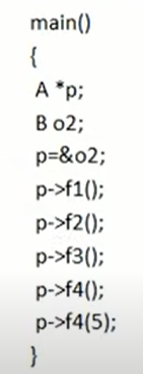 main()
{
A *p;
B o2;
p=&o2;
p->f1();
p->f2();
p->f3();
p->f4();
p->f4(5);
}